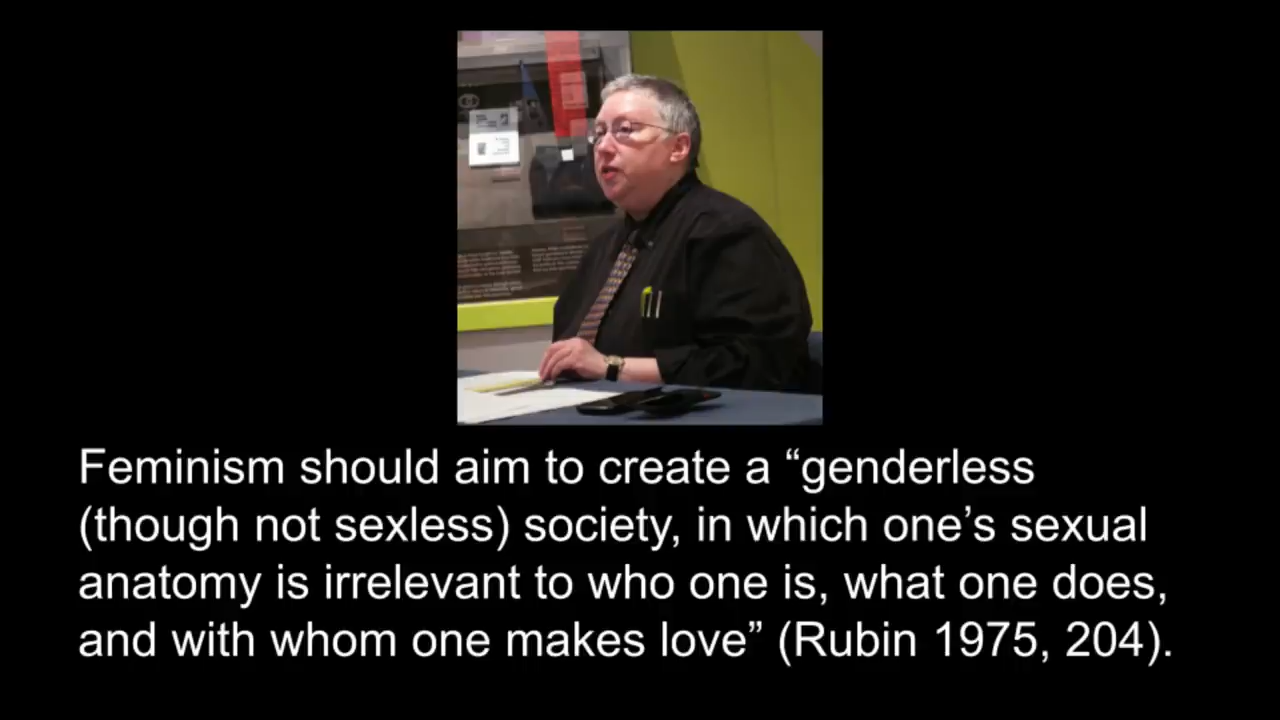 Feminism should aim to create a “genderless
(though not sexless) society, in which one’s sexual
anatomy is irrelevant to who one is, what one does,
and with whom one makes love” (Rubin 1975, 204).